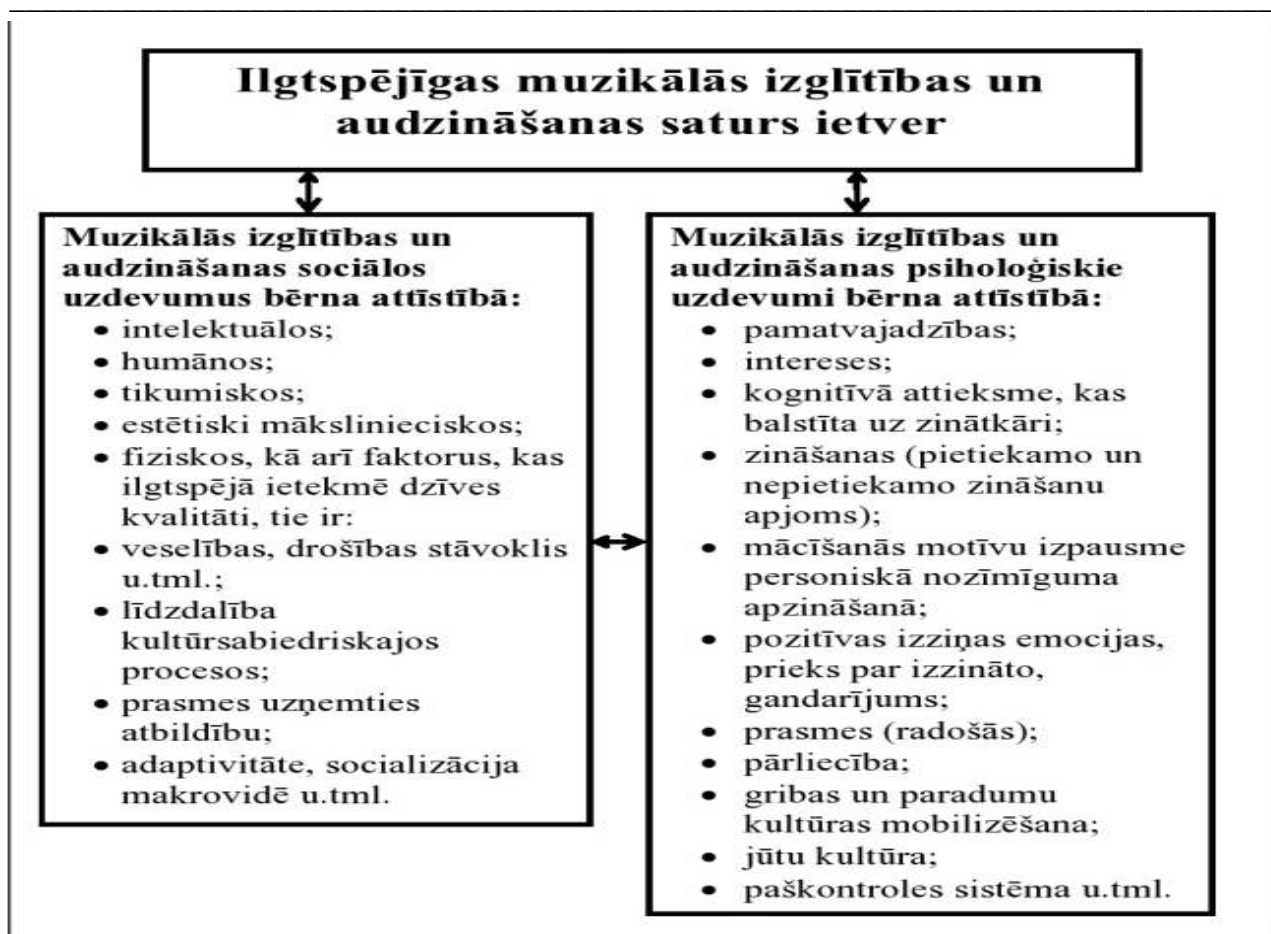 Ilgtspējīgas muzikālās izglītības un
audzināšanas saturs ietver
Muzikālās izglītības un
audzināšanas sociālos
uzdevumus bērna attīstībā:
• intelektuālos;
• humānos;
• tikumiskos;
• estētiski mākslinieciskos;
• fiziskos, kā arī faktorus, kas
ilgtspējā ietekmē dzīves
kvalitāti, tie ir:
• veselības, drošības stāvoklis
u.tml.;
• līdzdalība
kultūrsabiedriskajos
procesos;
• prasmes uzņemties
atbildību;
• adaptivitāte, socializācija
makrovidē u.tml.
Muzikālās izglītības un
audzināšanas psiholoģiskie
uzdevumi bērna attīstībā:
• pamatvajadzības;
• intereses;
• kognitīvā attieksme, kas
balstīta uz zinātkāri;
• zināšanas (pietiekamo un
nepietiekamo zināšanu
apjoms);
• mācīšanās motīvu izpausme
personiskā nozīmīguma
apzināšanā;
• pozitīvas izziņas emocijas,
prieks par izzināto,
gandarījums;
• prasmes (radošās);
• pārliecība;
• gribas un paradumu
kultūras mobilizēšana;
• jūtu kultūra;
• paškontroles sistēma u.tml.